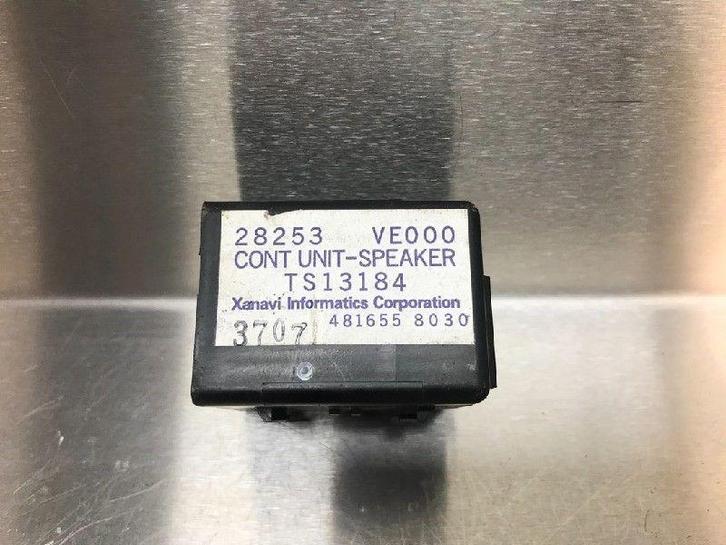 28253 VE000
CONT UNIT-SPEAKER
TS13184
Xanavi Informatics Corporation
3707 481655 8030